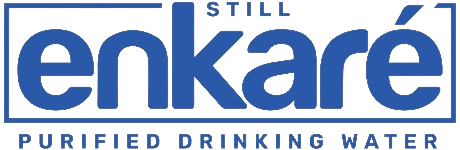 STILL
enkaré
PURIFIED DRINKING WATER